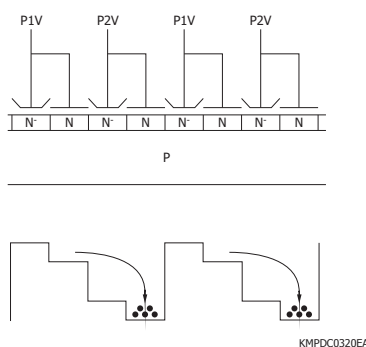 P1V P2V P1V P2V
N- N N- N N- N N- N
P
KMPDC0320EA